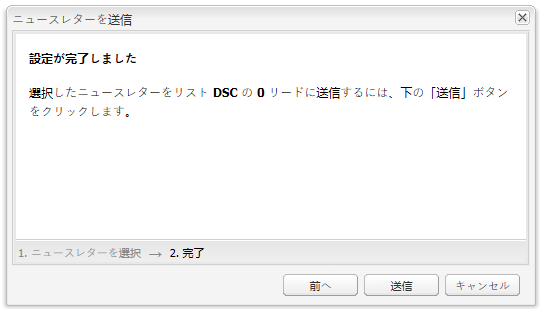 ニュースレターを送信
設定が完了しました
選択したニュースレターをリスト DSC の 0 リードに送信するには、下の「送信」ボタン
をクリックします。
1. ニュースレターを選択 → 2. 完了
前へ 送信 キャンセル